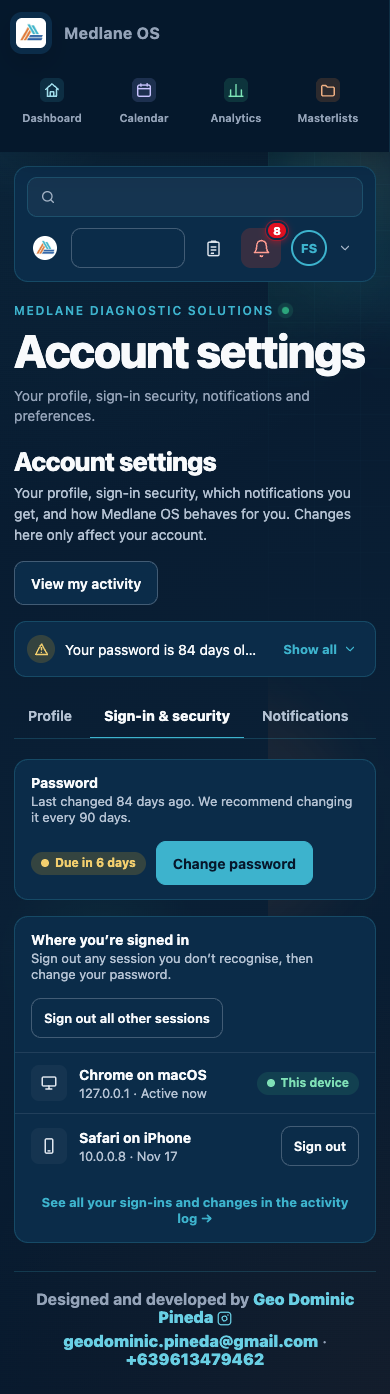 Medlane OS
Dashboard
Calendar
Analytics
Masterlists
8
FS
MEDLANE DIAGNOSTIC SOLUTIONS
Account settings
Your profile, sign-in security, notifications and
preferences.
Account settings
Your profile, sign-in security, which notifications you
get, and how Medlane OS behaves for you. Changes
here only affect your account.
View my activity
Your password is 84 days ol...
Show all
Profile
Sign-in & security
Notifications
Password
Last changed 84 days ago. We recommend changing
it every 90 days.
Due in 6 days
Change password
Where you’re signed in
Sign out any session you don’t recognise, then
change your password.
Sign out all other sessions
Chrome on macOS
127.0.0.1 · Active now
This device
Safari on iPhone
10.0.0.8 · Nov 17
Sign out
See all your sign-ins and changes in the activity
log →
Designed and developed by Geo Dominic
Pineda
geodominic.pineda@gmail.com ·
+639613479462